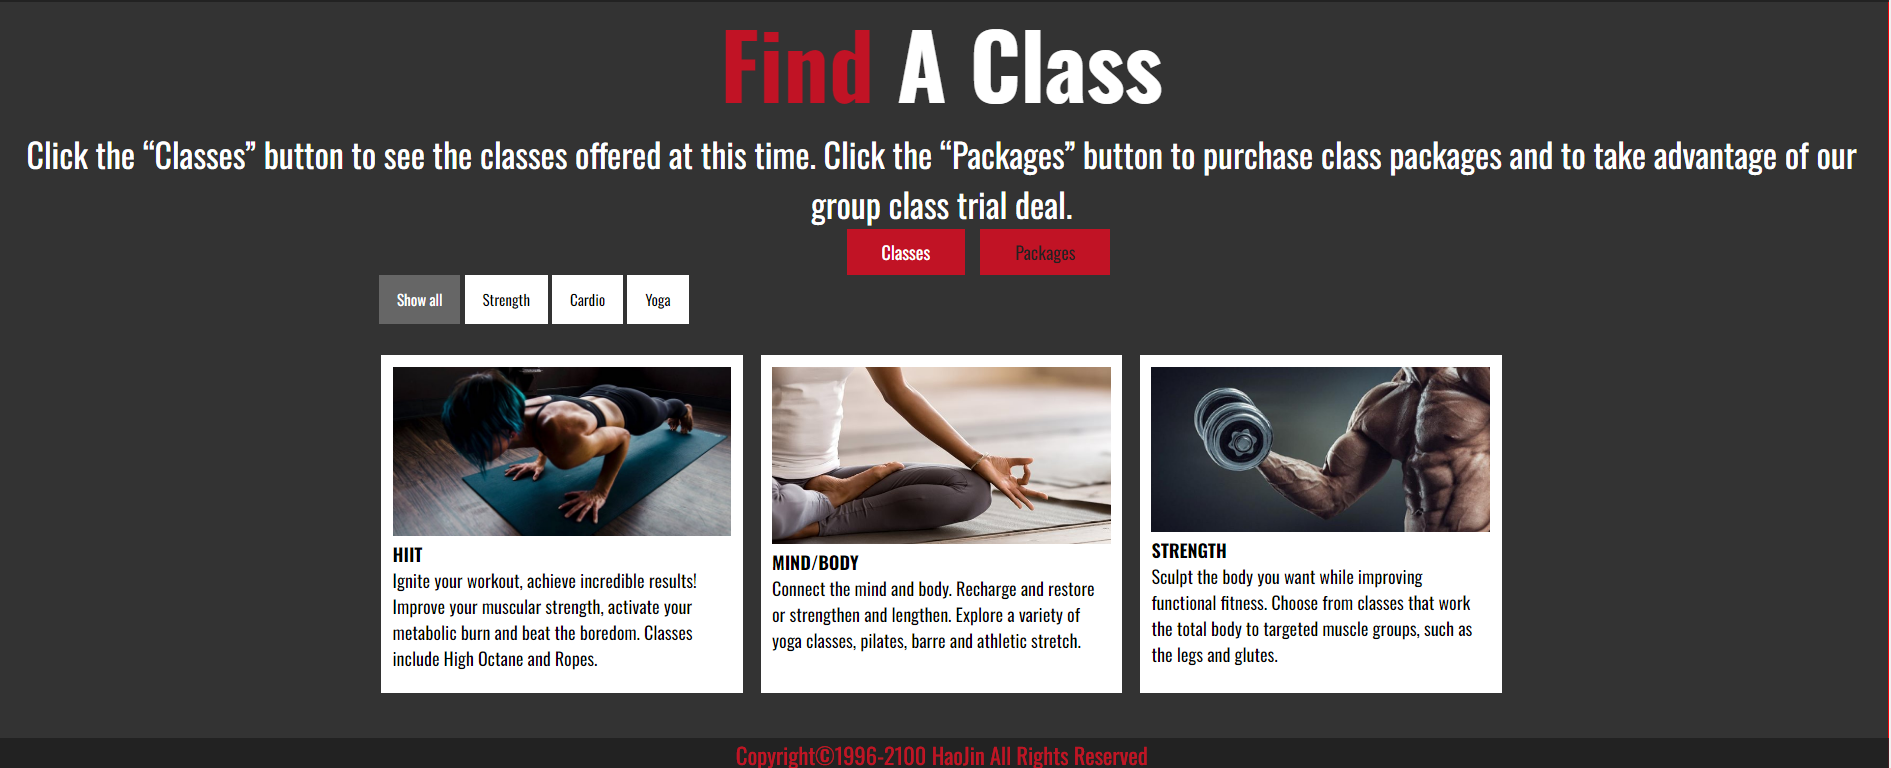 Find A Class
Click the “Classes” button to see the classes offered at this time. Click the “Packages” button to purchase class packages and to take advantage of our
group class trial deal.
Classes Packages
Show all Strength Cardio Yoga
HIIT
Ignite your workout, achieve incredible results!
Improve your muscular strength, activate your
metabolic burn and beat the boredom. Classes
include High Octane and Ropes.
MIND/BODY
Connect the mind and body. Recharge and restore
or strengthen and lengthen. Explore a variety of
yoga classes, pilates, barre and athletic stretch.
STRENGTH
Sculpt the body you want while improving
functional fitness. Choose from classes that work
the total body to targeted muscle groups, such as
the legs and glutes.
Copyright©1996-2100 HaoJin All Rights Reserved